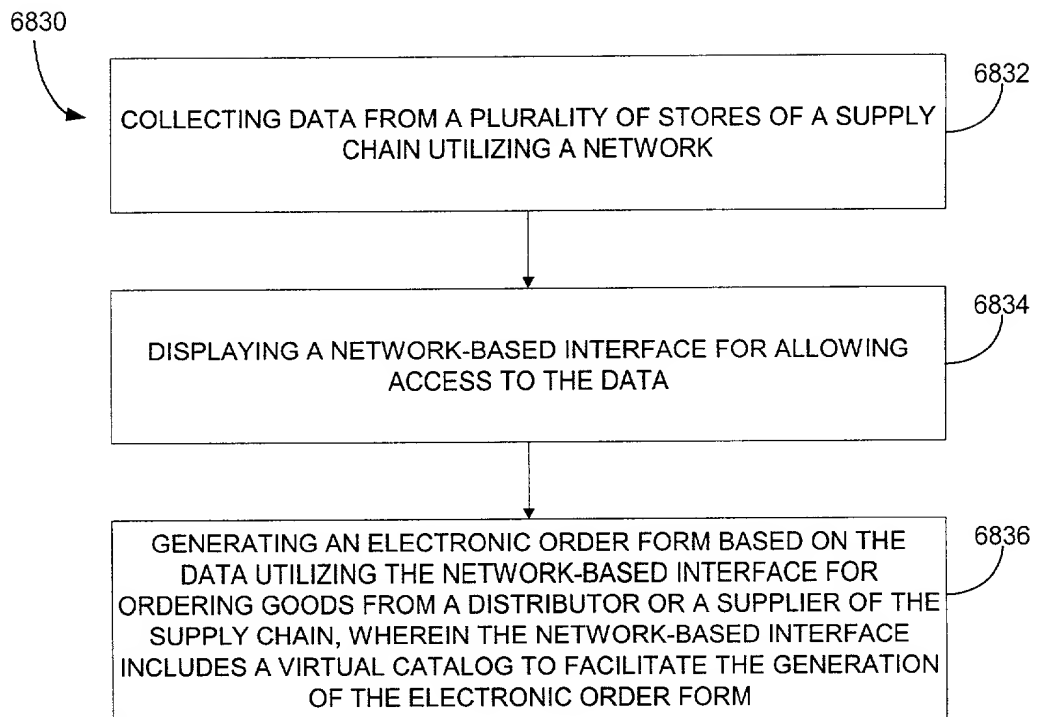 6830
6832
COLLECTING DATA FROM A PLURALITY OF STORES OF A SUPPLY
CHAIN UTILIZING A NETWORK
6834
DISPLAYING A NETWORK-BASED INTERFACE FOR ALLOWING
ACCESS TO THE DATA
6836
GENERATING AN ELECTRONIC ORDER FORM BASED ON THE
DATA UTILIZING THE NETWORK-BASED INTERFACE FOR
ORDERING GOODS FROM A DISTRIBUTOR OR A SUPPLIER OF THE
SUPPLY CHAIN, WHEREIN THE NETWORK-BASED INTERFACE
INCLUDES A VIRTUAL CATALOG TO FACILITATE THE GENERATION
OF THE ELECTRONIC ORDER FORM